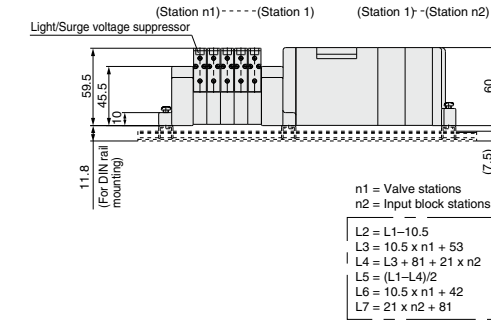 (Station n1)-----(Station 1)
(Station 1)--(Station n2)
Light/Surge voltage suppressor
59.5
45.5
10
60
11.8
(For DIN rail
mounting)
(7.5)
n1 = Valve stations
n2 = Input block stations
L2 = L1–10.5
L3 = 10.5 x n1 + 53
L4 = L3 + 81 + 21 x n2
L5 = (L1–L4)/2
L6 = 10.5 x n1 + 42
L7 = 21 x n2 + 81